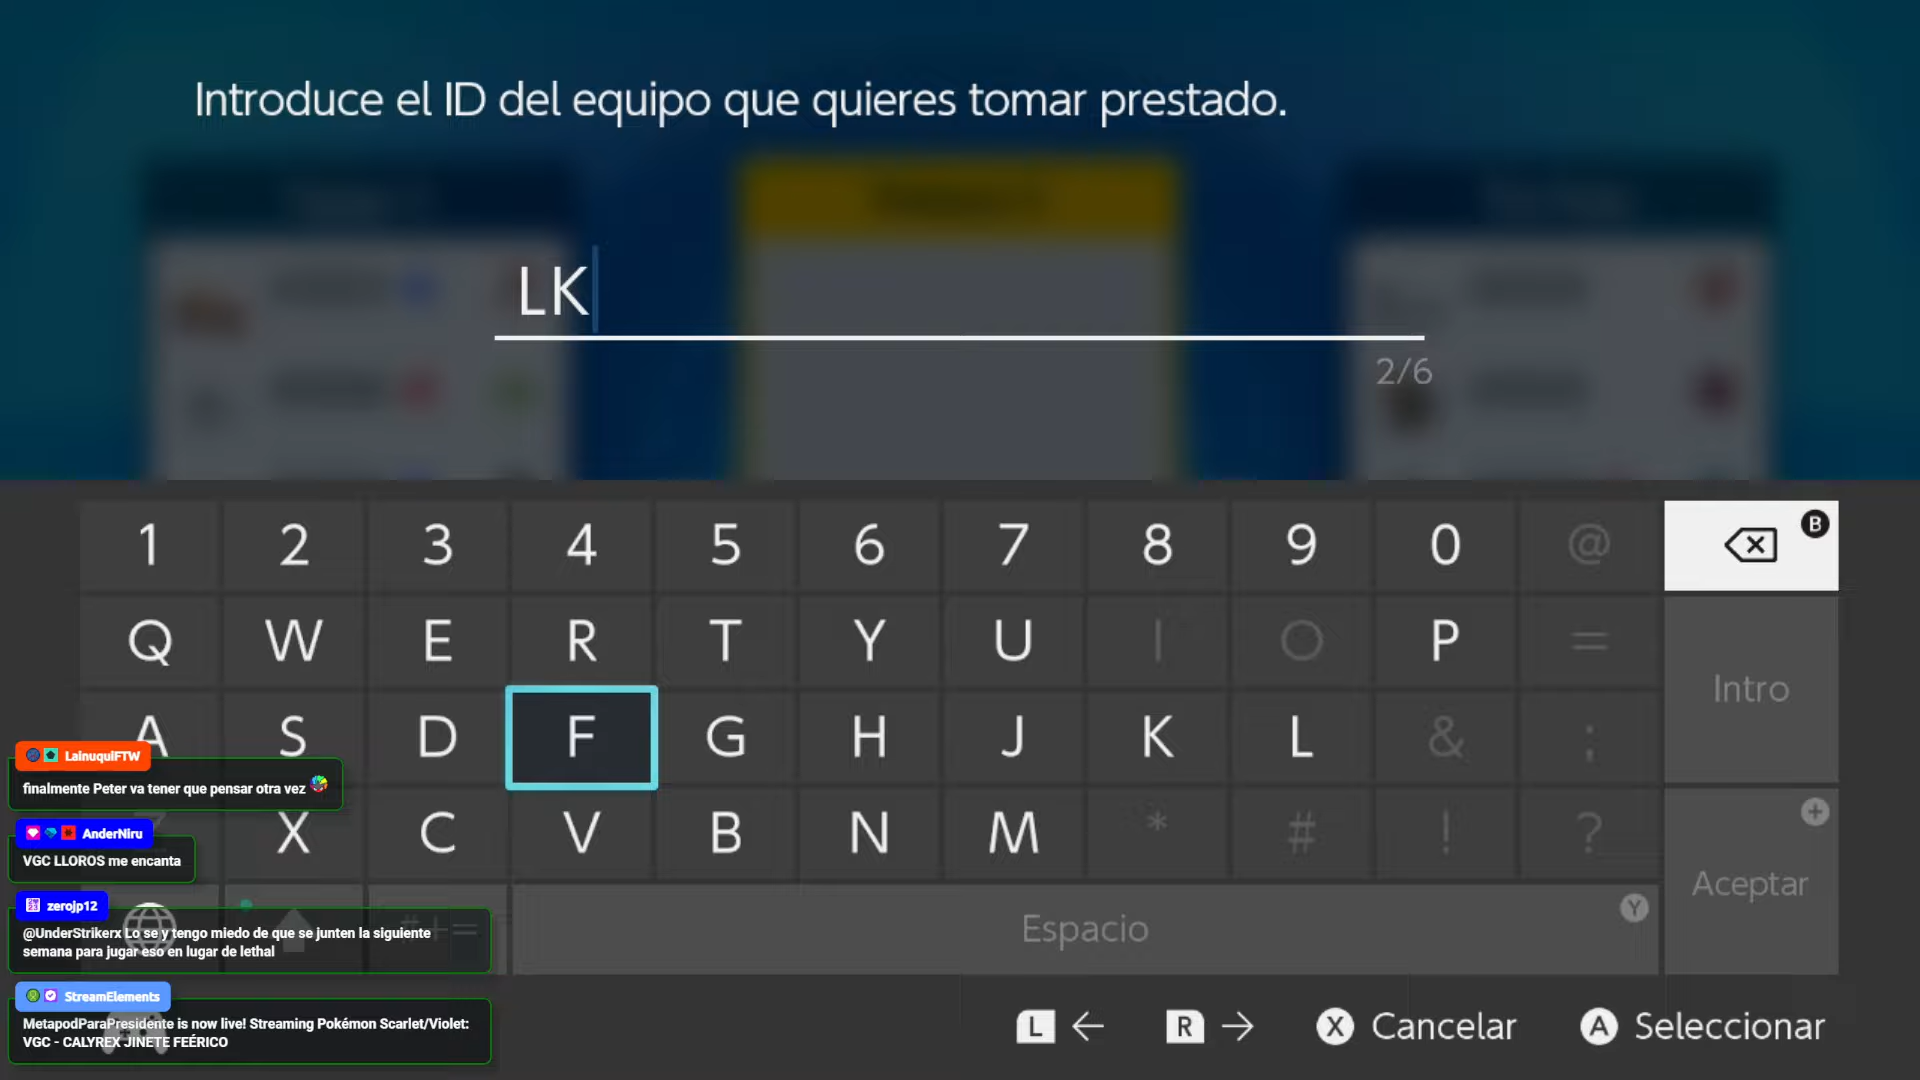 Introduce el ID del equipo que quieres tomar prestado.
LK
2/6
1 2 3 4 5 6 7 8 9 0 @ B
Q W E R T Y U I O P =
Intro
A S D F G H J K L & ;
LainuquiFTW
finalmente Peter va tener que pensar otra vez
Z X C V B N M * # ! ? +
AnderNiru
VGC LLOROS me encanta
Aceptar
zerojp12
@UnderStrikerx Lo se y tengo miedo de que se junten la siguiente
semana para jugar eso en lugar de lethal
#+=
Espacio Y
StreamElements
MetapodParaPresidente is now live! Streaming Pokémon Scarlet/Violet:
VGC - CALYREX JINETE FEÉRICO
L ← R → X Cancelar A Seleccionar